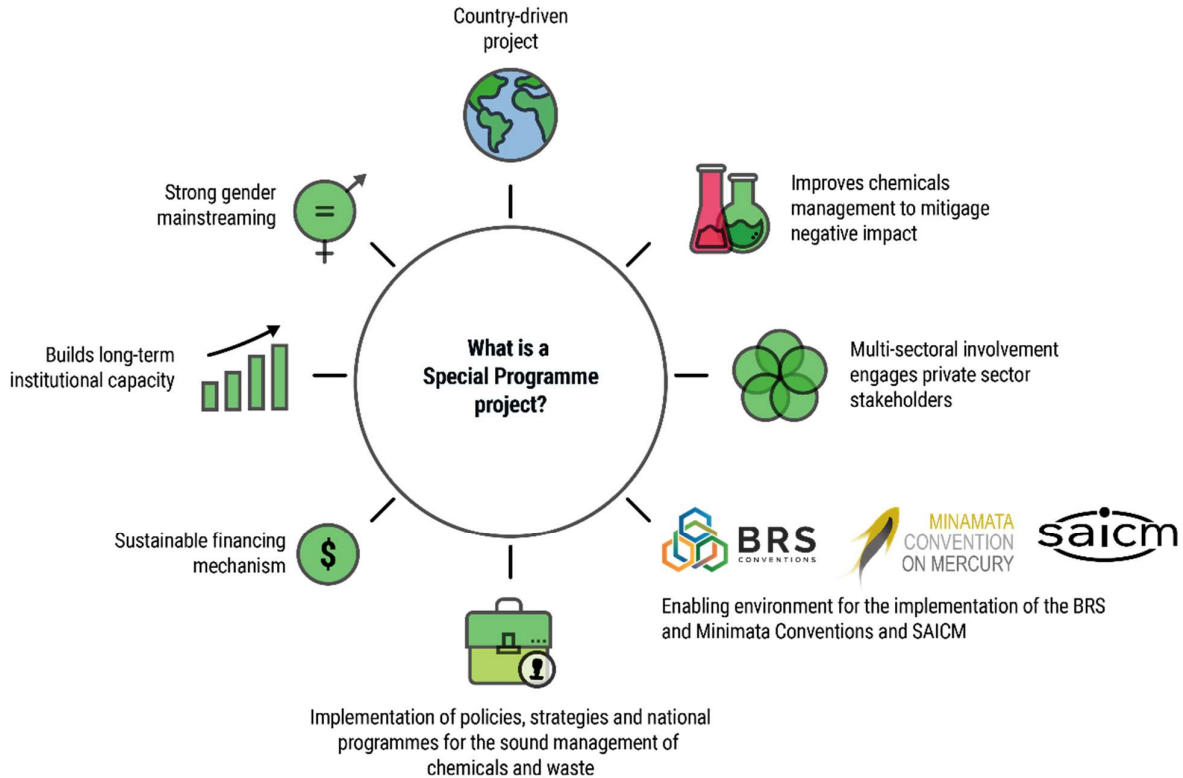 Country-driven
project
Improves chemicals
management to mitigage
negative impact
Multi-sectoral involvement
engages private sector
stakeholders
BRS
CONVENTIONS
MINAMATA
CONVENTION
ON MERCURY
saicm
Enabling environment for the implementation of the BRS
and Minimata Conventions and SAICM
Implementation of policies, strategies and national
programmes for the sound management of
chemicals and waste
$
Sustainable financing
mechanism
Builds long-term
institutional capacity
Strong gender
mainstreaming
=
What is a
Special Programme
project?